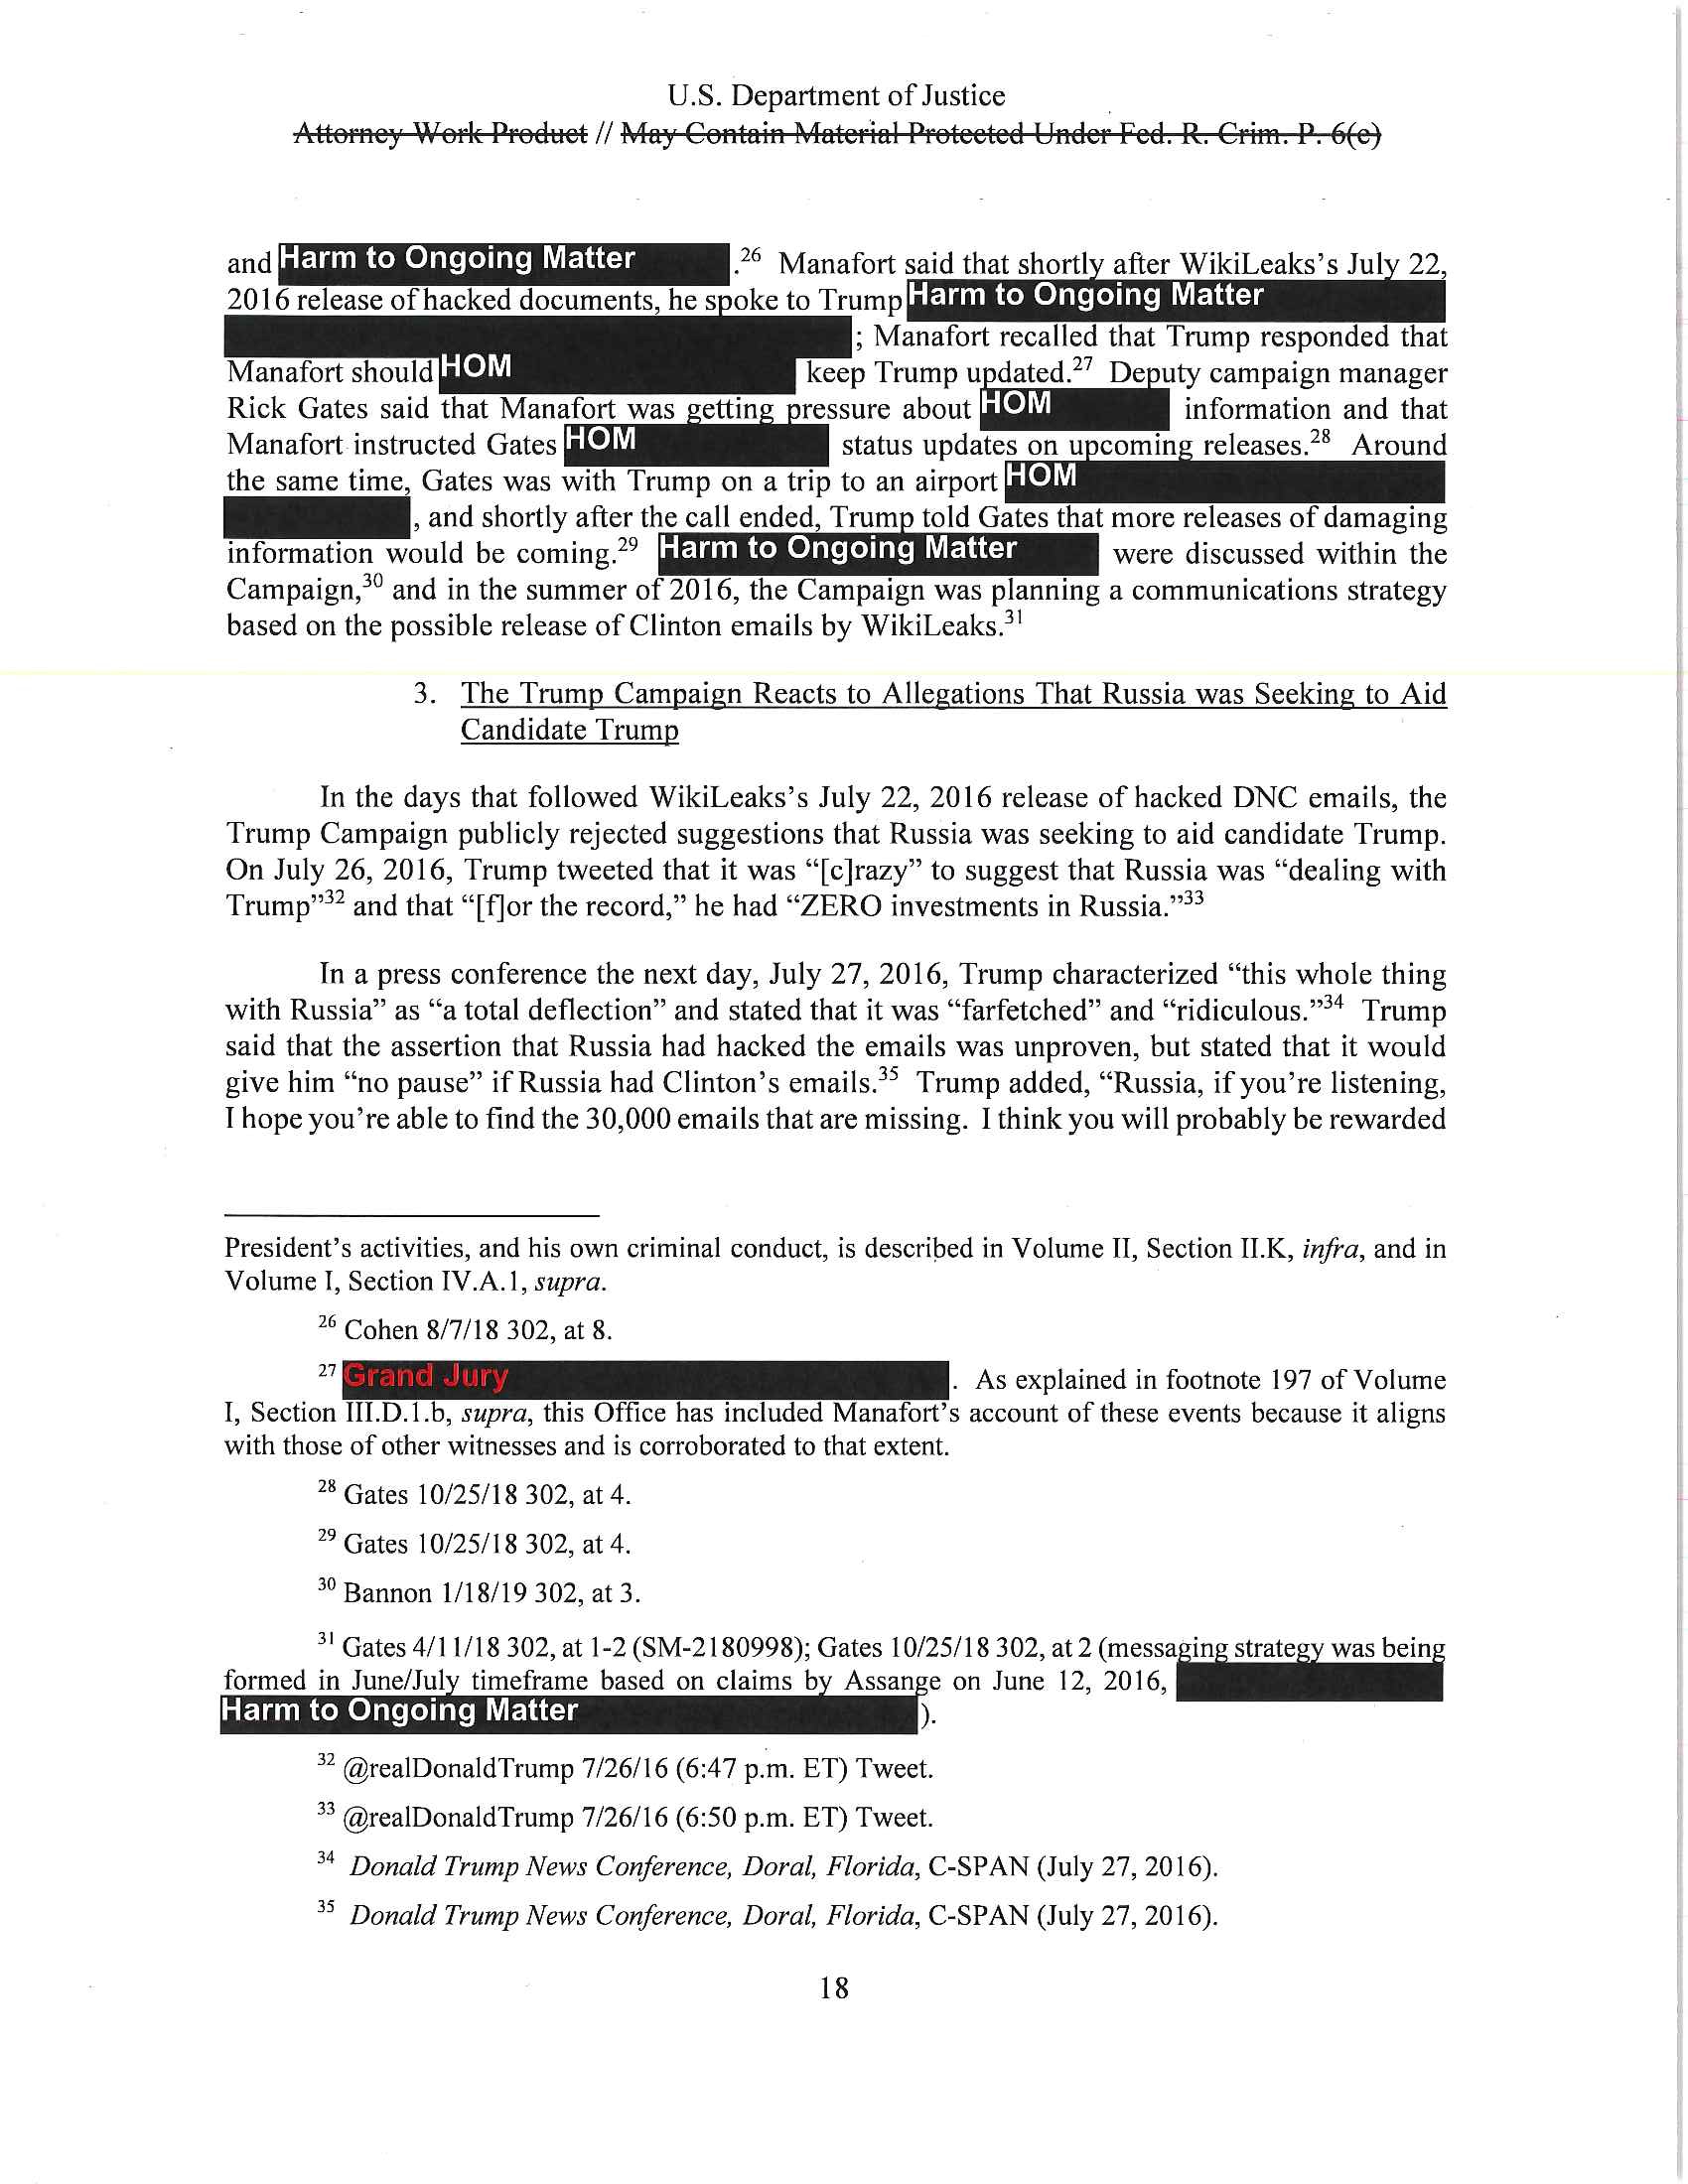 U.S. Department of Justice
Attorney Work Product // May Contain Material Protected Under Fed. R. Crim. P. 6(e)
and Harm to Ongoing Matter .26 Manafort said that shortly after WikiLeaks's July 22,
2016 release of hacked documents, he spoke to Trump Harm to Ongoing Matter
; Manafort recalled that Trump responded that
Manafort should HOM keep Trump updated.27 Deputy campaign manager
Rick Gates said that Manafort was getting pressure about HOM information and that
Manafort instructed Gates HOM status updates on upcoming releases.28 Around
the same time, Gates was with Trump on a trip to an airport HOM
, and shortly after the call ended, Trump told Gates that more releases of damaging
information would be coming.29 Harm to Ongoing Matter were discussed within the
Campaign,30 and in the summer of 2016, the Campaign was planning a communications strategy
based on the possible release of Clinton emails by WikiLeaks.31
3. The Trump Campaign Reacts to Allegations That Russia was Seeking to Aid
Candidate Trump
In the days that followed WikiLeaks's July 22, 2016 release of hacked DNC emails, the
Trump Campaign publicly rejected suggestions that Russia was seeking to aid candidate Trump.
On July 26, 2016, Trump tweeted that it was “[c]razy” to suggest that Russia was “dealing with
Trump”32 and that “[f]or the record,” he had “ZERO investments in Russia.”33
In a press conference the next day, July 27, 2016, Trump characterized “this whole thing
with Russia” as “a total deflection” and stated that it was “farfetched” and “ridiculous.”34 Trump
said that the assertion that Russia had hacked the emails was unproven, but stated that it would
give him “no pause” if Russia had Clinton's emails.35 Trump added, “Russia, if you're listening,
I hope you're able to find the 30,000 emails that are missing. I think you will probably be rewarded
President's activities, and his own criminal conduct, is described in Volume II, Section II.K, infra, and in
Volume I, Section IV.A.1, supra.
26 Cohen 8/7/18 302, at 8.
27 Grand Jury . As explained in footnote 197 of Volume
I, Section III.D.1.b, supra, this Office has included Manafort's account of these events because it aligns
with those of other witnesses and is corroborated to that extent.
28 Gates 10/25/18 302, at 4.
29 Gates 10/25/18 302, at 4.
30 Bannon 1/18/19 302, at 3.
31 Gates 4/11/18 302, at 1-2 (SM-2180998); Gates 10/25/18 302, at 2 (messaging strategy was being
formed in June/July timeframe based on claims by Assange on June 12, 2016,
Harm to Ongoing Matter ).
32 @realDonaldTrump 7/26/16 (6:47 p.m. ET) Tweet.
33 @realDonaldTrump 7/26/16 (6:50 p.m. ET) Tweet.
34 Donald Trump News Conference, Doral, Florida, C-SPAN (July 27, 2016).
35 Donald Trump News Conference, Doral, Florida, C-SPAN (July 27, 2016).
18